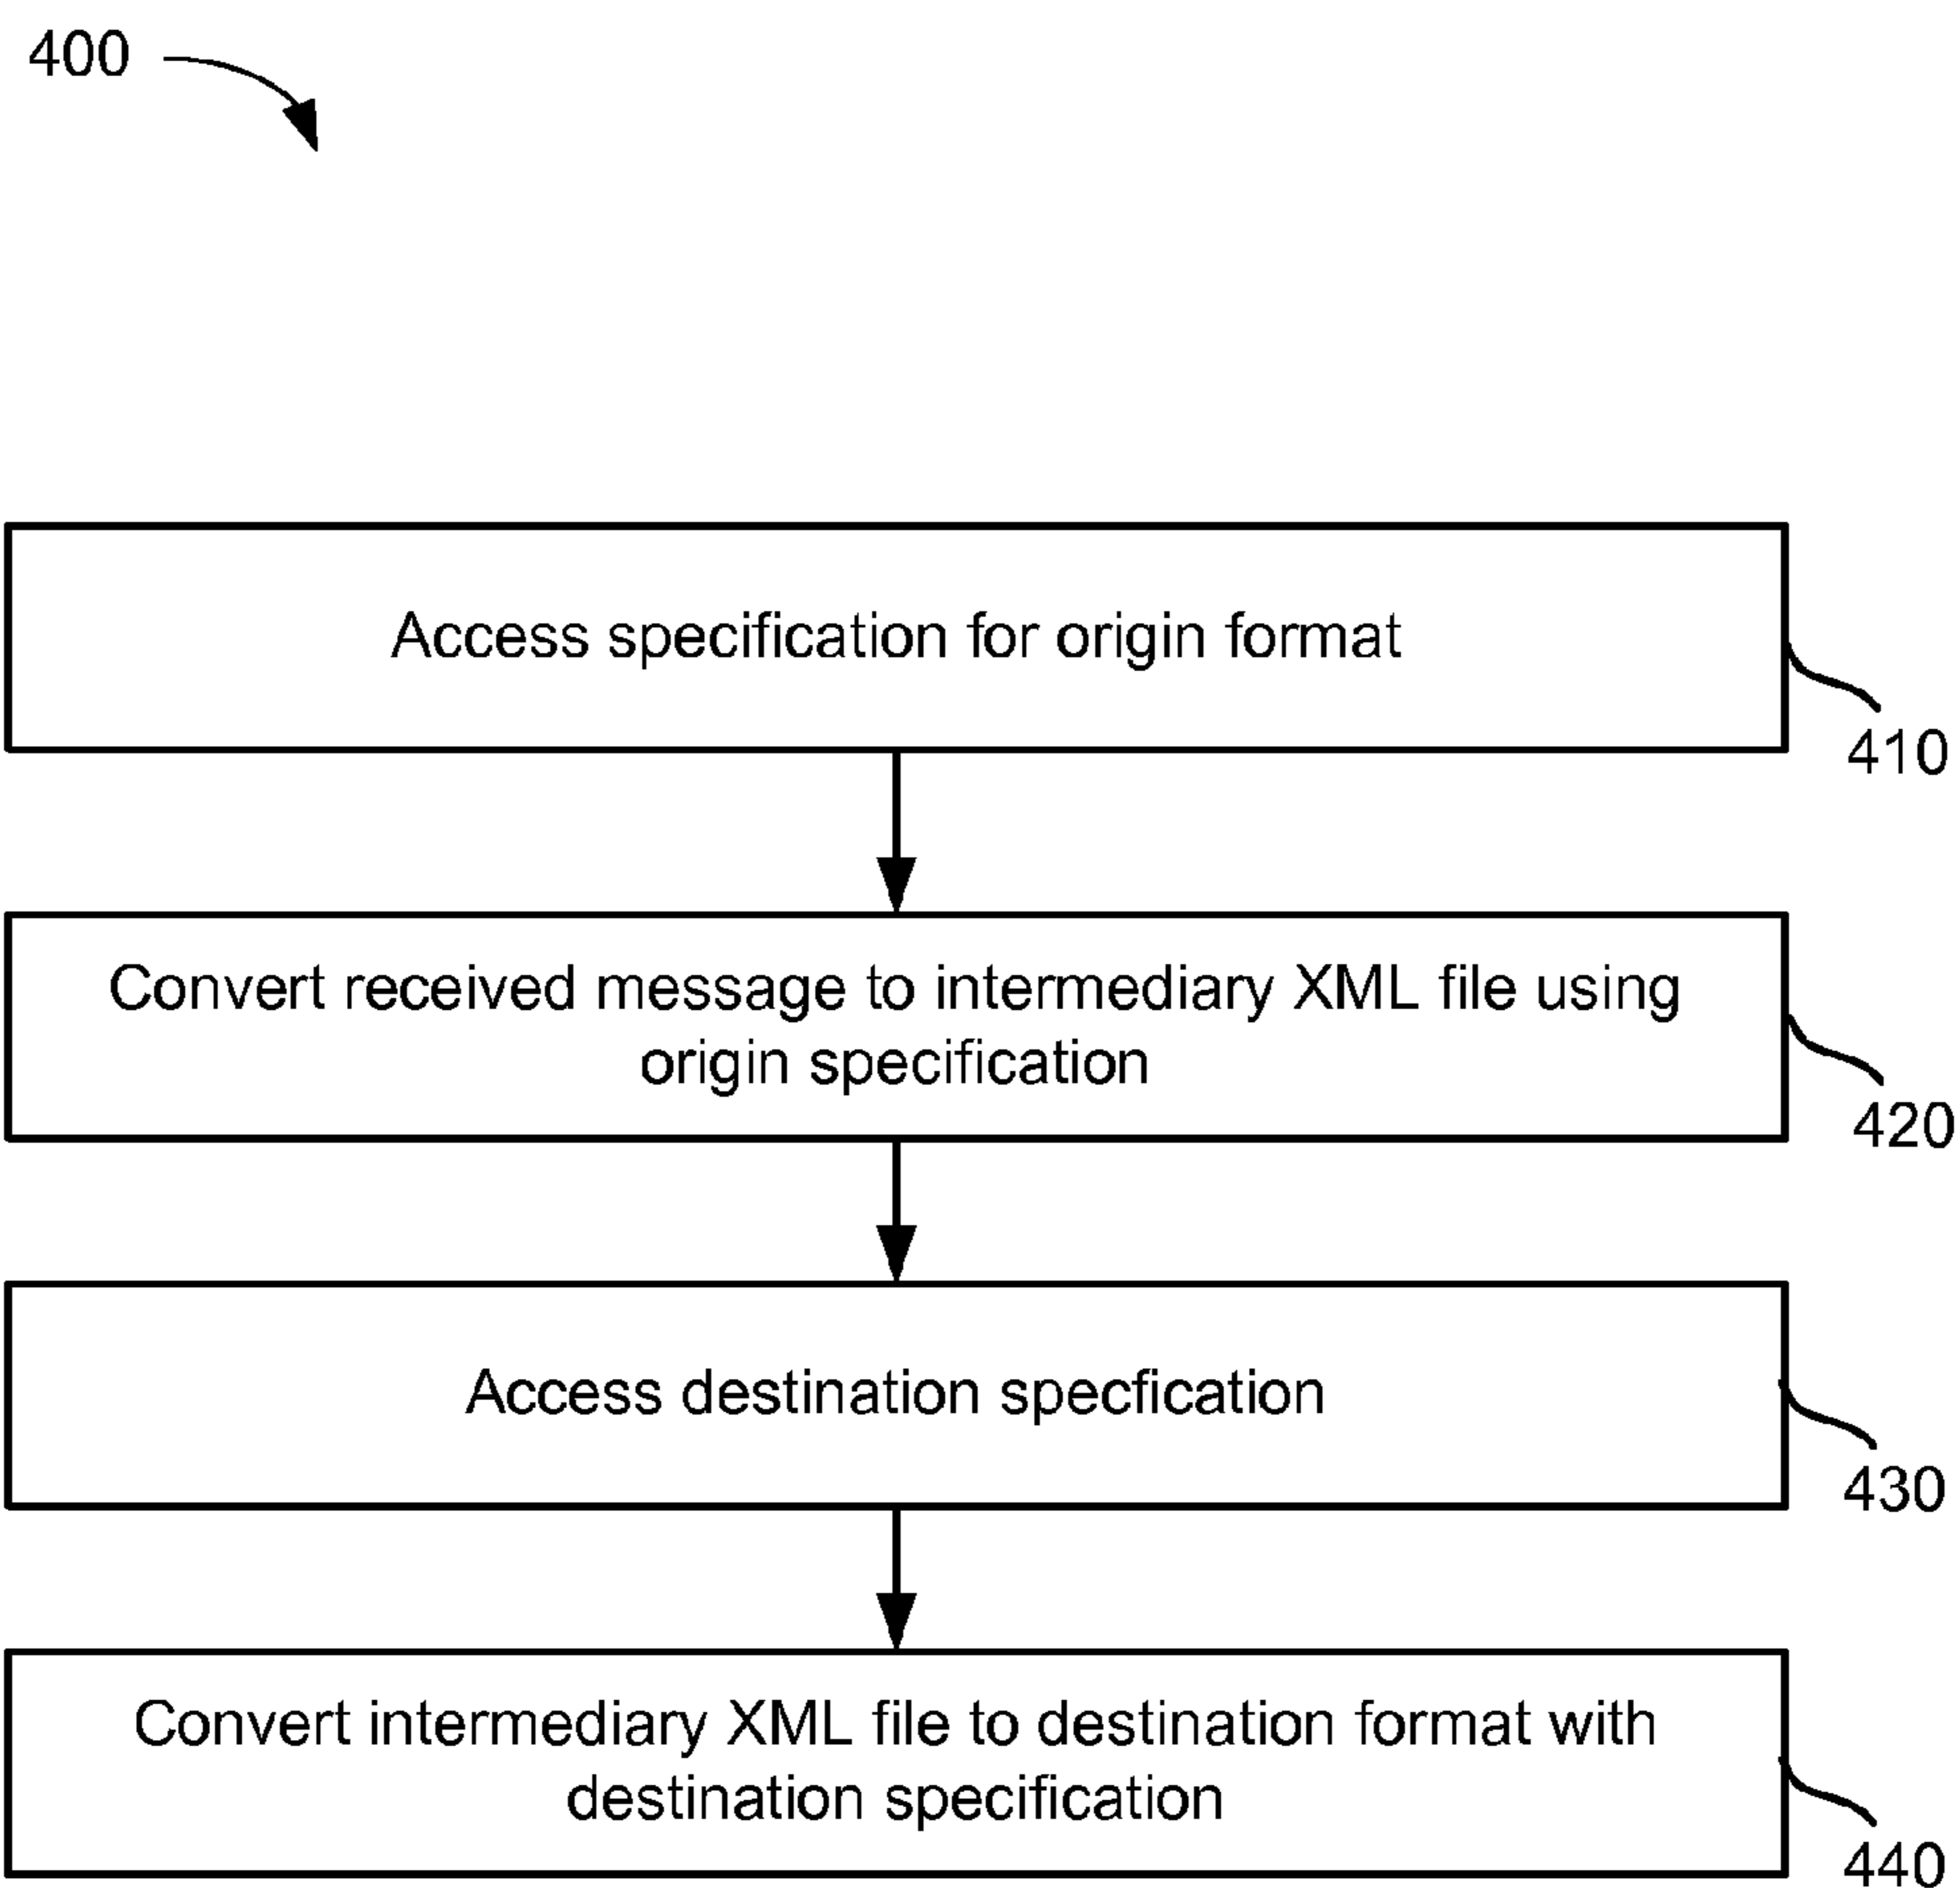 400
Access specification for origin format
410
Convert received message to intermediary XML file using
origin specification
420
Access destination specfication
430
Convert intermediary XML file to destination format with
destination specification
440